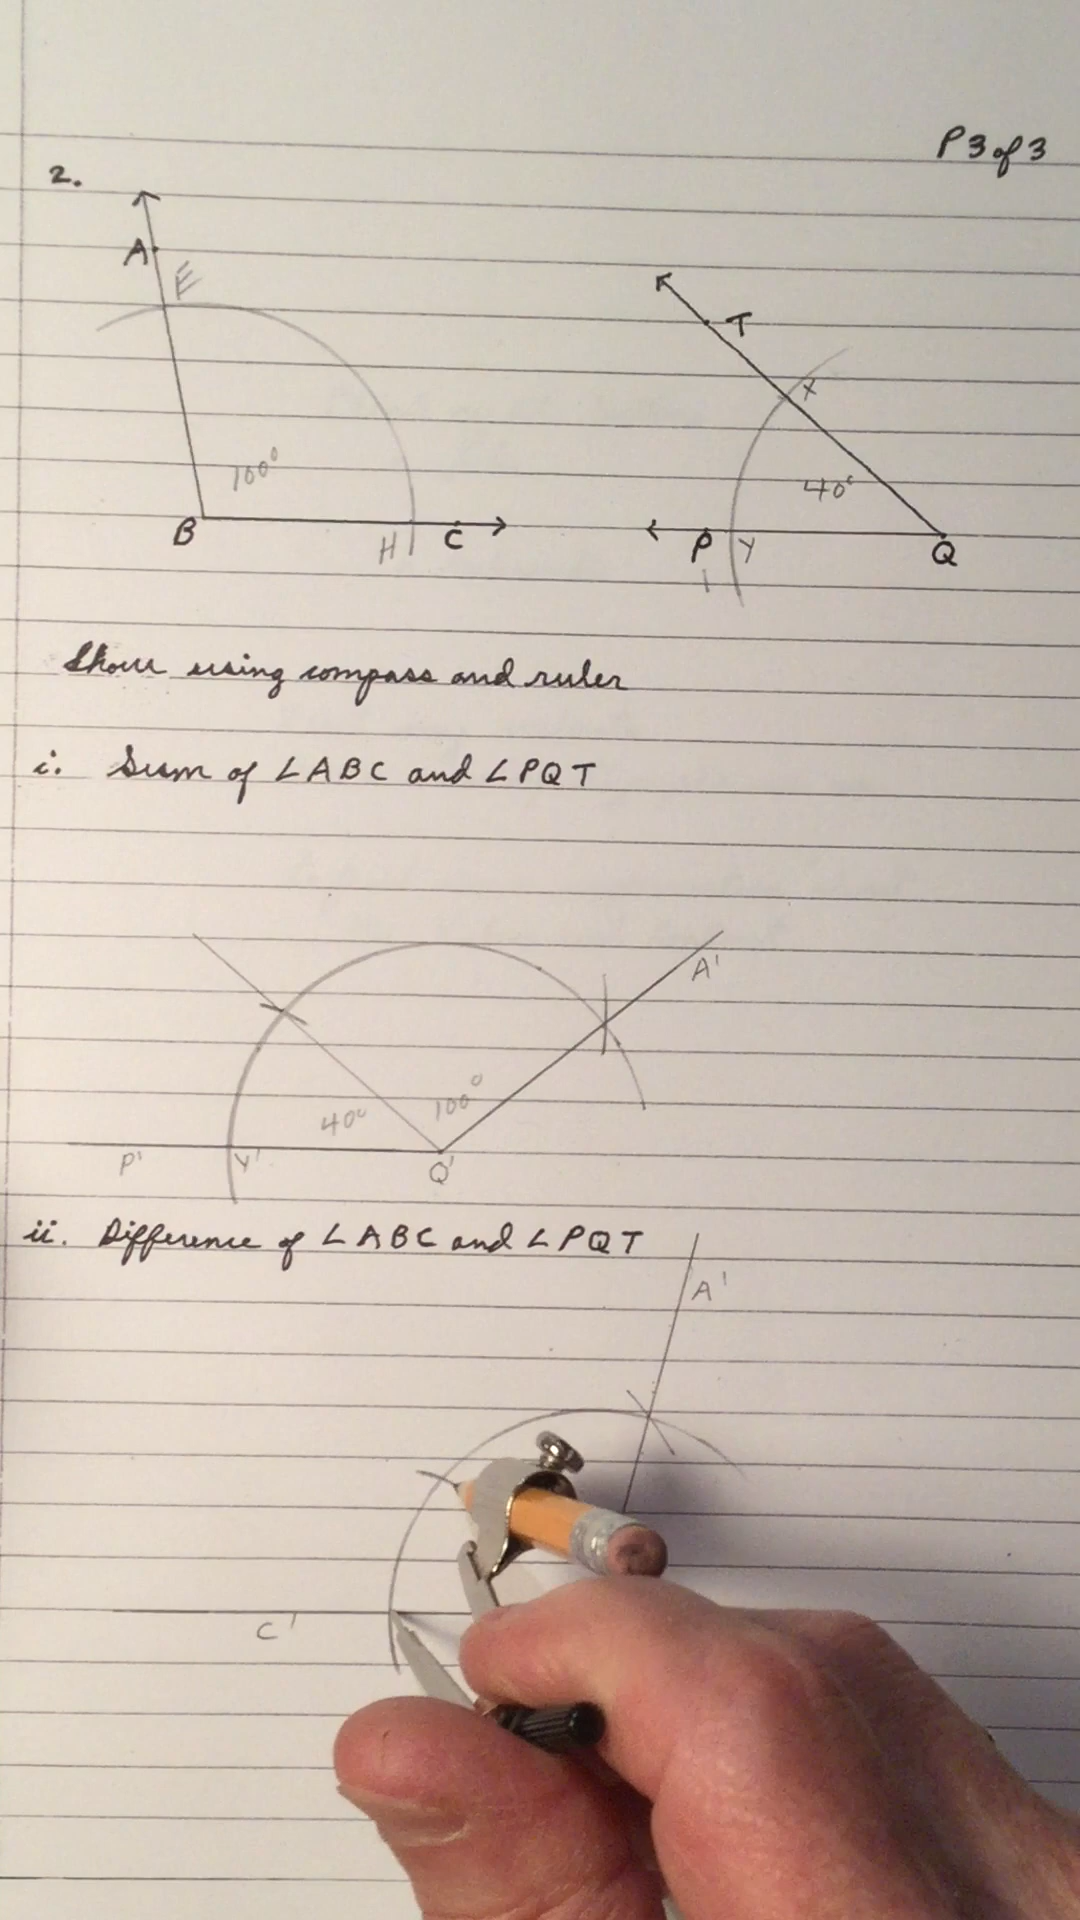 P 3 of 3
2.
A
E
T
X
100°
40°
B
H
C
P
Y
Q
Show using compass and ruler
i. Sum of ∠ABC and ∠PQT
A'
40°
100°
P'
Y'
Q'
ii. Difference of ∠ABC and ∠PQT
A'
C'